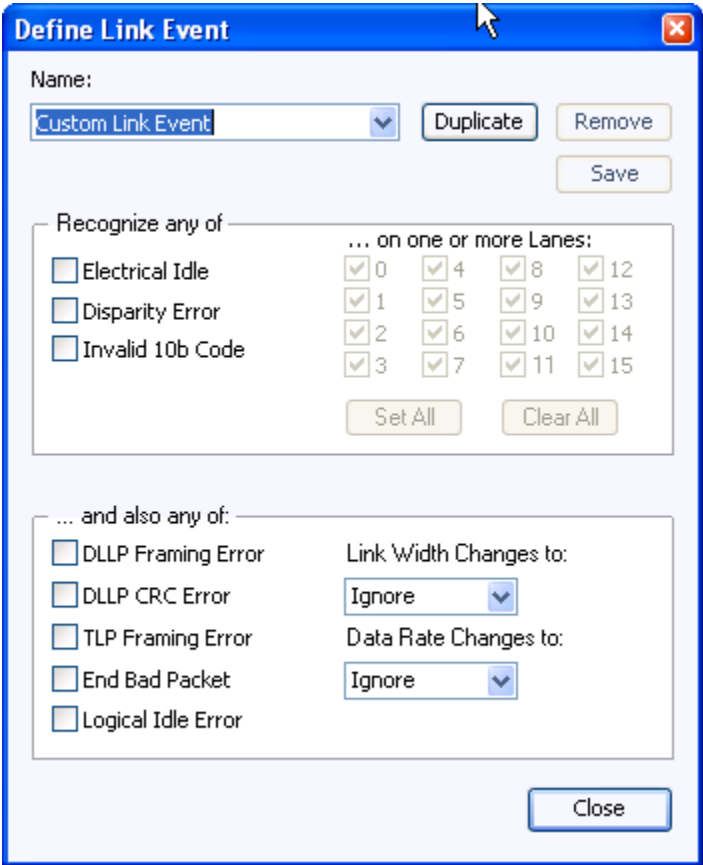 Define Link Event
Name:
Custom Link Event
Duplicate
Remove
Save
Recognize any of
... on one or more Lanes:
Electrical Idle
Disparity Error
Invalid 10b Code
0 4 8 12
1 5 9 13
2 6 10 14
3 7 11 15
Set All
Clear All
... and also any of:
DLLP Framing Error
DLLP CRC Error
TLP Framing Error
End Bad Packet
Logical Idle Error
Link Width Changes to:
Ignore
Data Rate Changes to:
Ignore
Close